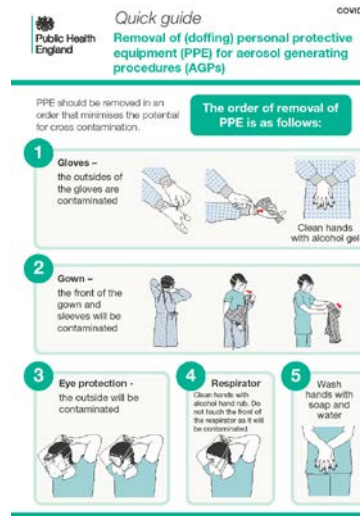 COVID
Quick guide
Public Health
England
Removal of (doffing) personal protective
equipment (PPE) for aerosol generating
procedures (AGPs)
PPE should be removed in an
order that minimises the potential
for cross contamination.
The order of removal of
PPE is as follows:
1
Gloves –
the outsides of
the gloves are
contaminated
Clean hands
with alcohol gel
2
Gown –
the front of the
gown and
sleeves will be
contaminated
3
Eye protection -
the outside will be
contaminated
4
Respirator
Clean hands with
alcohol hand rub. Do
not touch the front of
the respirator as it will
be contaminated
5
Wash
hands with
soap and
water